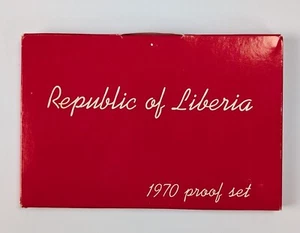 Republic of Liberia
1970 proof set